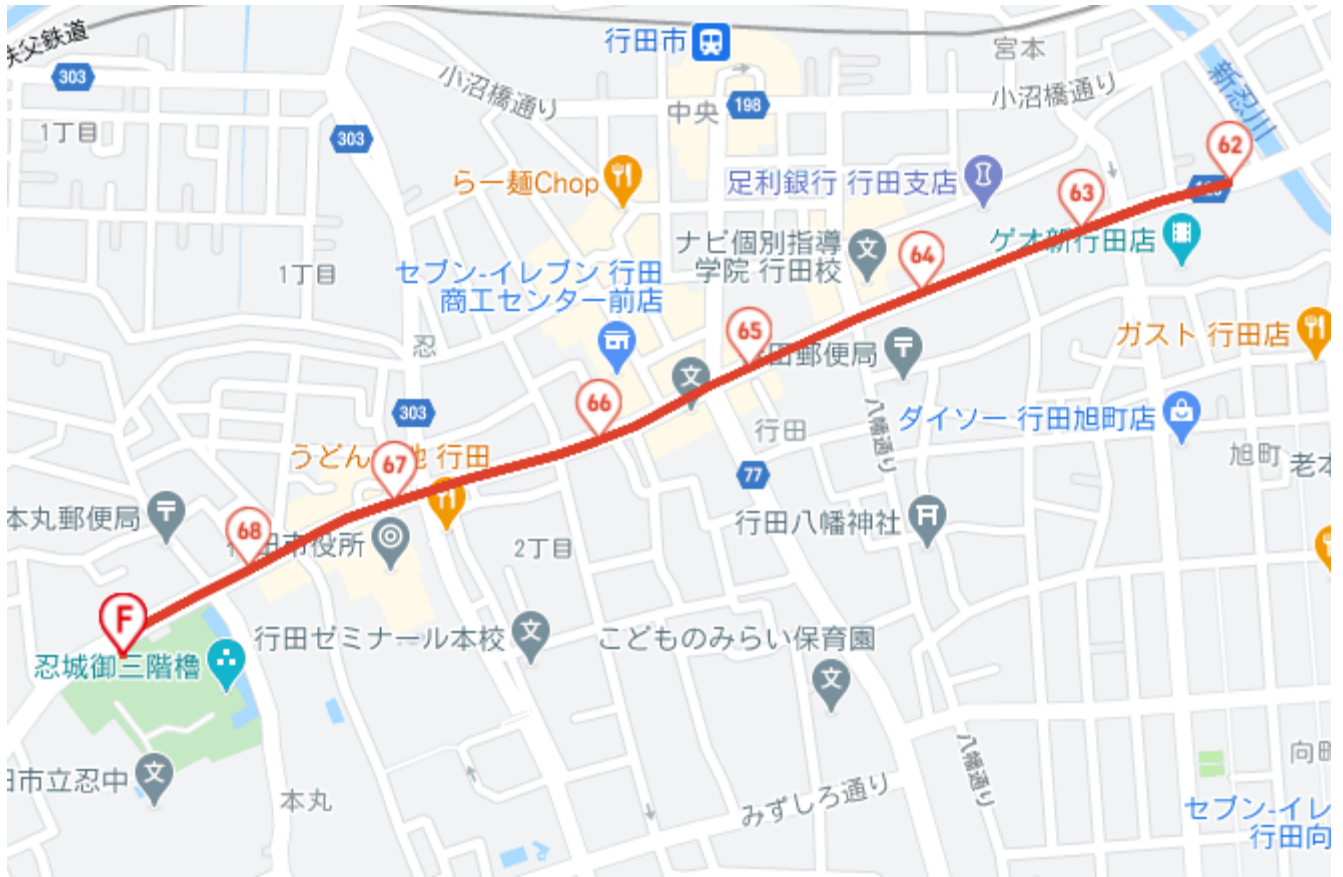 秩父鉄道
303
行田市
宮本
小沼橋通り
中央
198
小沼橋通り
新忍川
1丁目
303
62
らー麺Chop
足利銀行 行田支店
63
ナビ個別指導
学院 行田校
64
ゲオ新行田店
1丁目
セブン-イレブン 行田
商工センター前店
忍
65
田郵便局
ガスト 行田店
303
66
行田
八幡通り
ダイソー 行田旭町店
旭町
老本
うどん
地 行田
67
77
本丸郵便局
68
田市役所
2丁目
行田八幡神社
F
忍城御三階櫓
行田ゼミナール本校
こどものみらい保育園
八幡通り
向町
田市立忍中
本丸
みずしろ通り
セブン-イレ
行田向